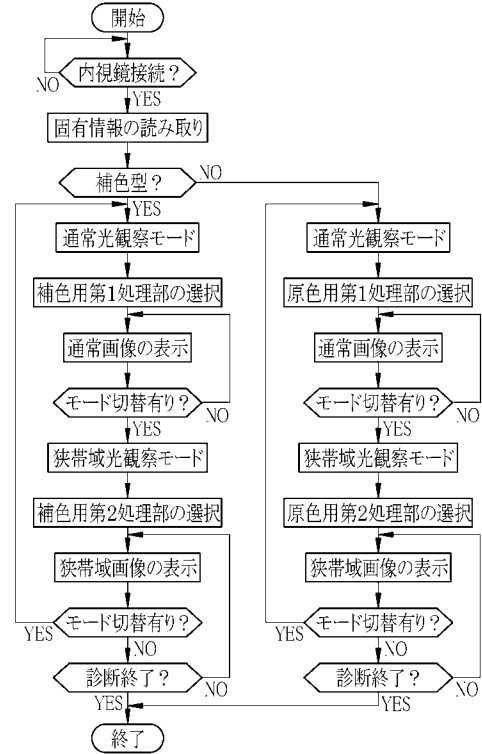 開始
内視鏡接続？
NO
YES
固有情報の読み取り
補色型？
NO
YES
通常光観察モード
補色用第1処理部の選択
通常画像の表示
モード切替有り？
NO
YES
狭帯域光観察モード
補色用第2処理部の選択
狭帯域画像の表示
モード切替有り？
YES
NO
診断終了？
NO
YES
通常光観察モード
原色用第1処理部の選択
通常画像の表示
モード切替有り？
NO
YES
狭帯域光観察モード
原色用第2処理部の選択
狭帯域画像の表示
モード切替有り？
YES
NO
診断終了？
NO
YES
終了